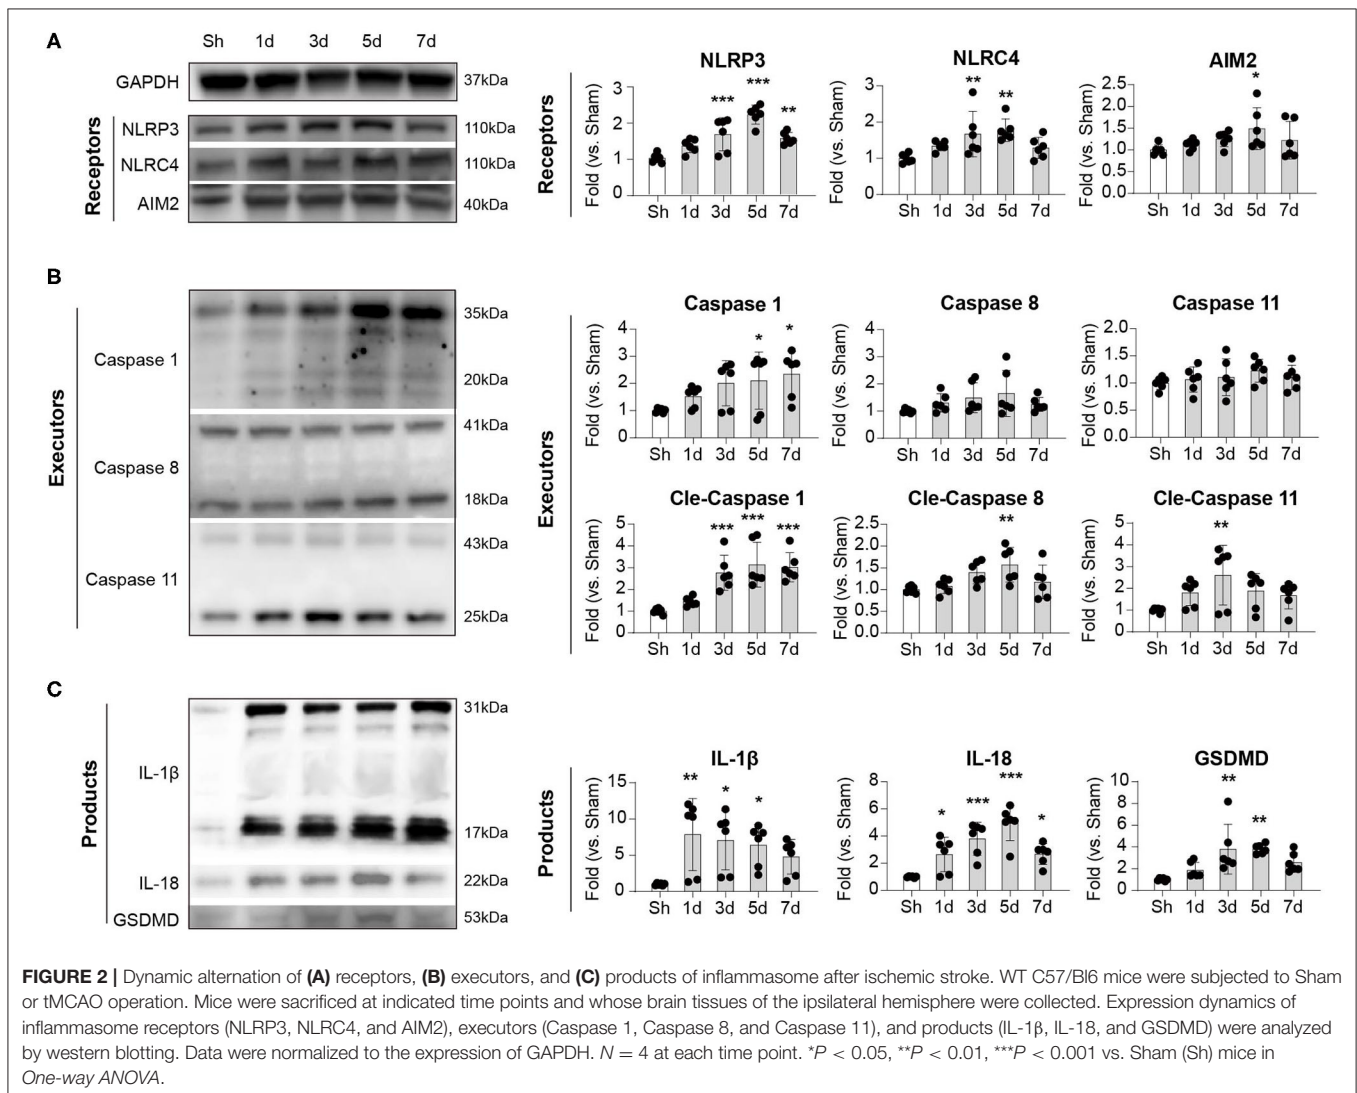 A
Sh 1d 3d 5d 7d
GAPDH 37kDa
Receptors
NLRP3 110kDa
NLRC4 110kDa
AIM2 40kDa
Receptors
NLRP3
***
***
**
Fold (vs. Sham)
3
2
1
0
Sh 1d 3d 5d 7d
NLRC4
**
**
Fold (vs. Sham)
3
2
1
0
Sh 1d 3d 5d 7d
AIM2
*
Fold (vs. Sham)
2.5
2.0
1.5
1.0
0.5
0.0
Sh 1d 3d 5d 7d
B
Executors
35kDa
Caspase 1
20kDa
41kDa
Caspase 8
18kDa
43kDa
Caspase 11
25kDa
Executors
Caspase 1
*
*
Fold (vs. Sham)
4
3
2
1
0
Sh 1d 3d 5d 7d
Caspase 8
Fold (vs. Sham)
4
3
2
1
0
Sh 1d 3d 5d 7d
Caspase 11
Fold (vs. Sham)
2.0
1.5
1.0
0.5
0.0
Sh 1d 3d 5d 7d
Cle-Caspase 1
***
***
***
Fold (vs. Sham)
5
4
3
2
1
0
Sh 1d 3d 5d 7d
Cle-Caspase 8
**
Fold (vs. Sham)
2.5
2.0
1.5
1.0
0.5
0.0
Sh 1d 3d 5d 7d
Cle-Caspase 11
**
Fold (vs. Sham)
5
4
3
2
1
0
Sh 1d 3d 5d 7d
C
Products
31kDa
IL-1β
17kDa
IL-18 22kDa
GSDMD 53kDa
Products
IL-1β
**
*
*
Fold (vs. Sham)
15
10
5
0
Sh 1d 3d 5d 7d
IL-18
*
***
***
*
Fold (vs. Sham)
8
6
4
2
0
Sh 1d 3d 5d 7d
GSDMD
**
**
Fold (vs. Sham)
10
8
6
4
2
0
Sh 1d 3d 5d 7d
FIGURE 2 | Dynamic alternation of (A) receptors, (B) executors, and (C) products of inflammasome after ischemic stroke. WT C57/Bl6 mice were subjected to Sham
or tMCAO operation. Mice were sacrificed at indicated time points and whose brain tissues of the ipsilateral hemisphere were collected. Expression dynamics of
inflammasome receptors (NLRP3, NLRC4, and AIM2), executors (Caspase 1, Caspase 8, and Caspase 11), and products (IL-1β, IL-18, and GSDMD) were analyzed
by western blotting. Data were normalized to the expression of GAPDH. N = 4 at each time point. *P < 0.05, **P < 0.01, ***P < 0.001 vs. Sham (Sh) mice in
One-way ANOVA.